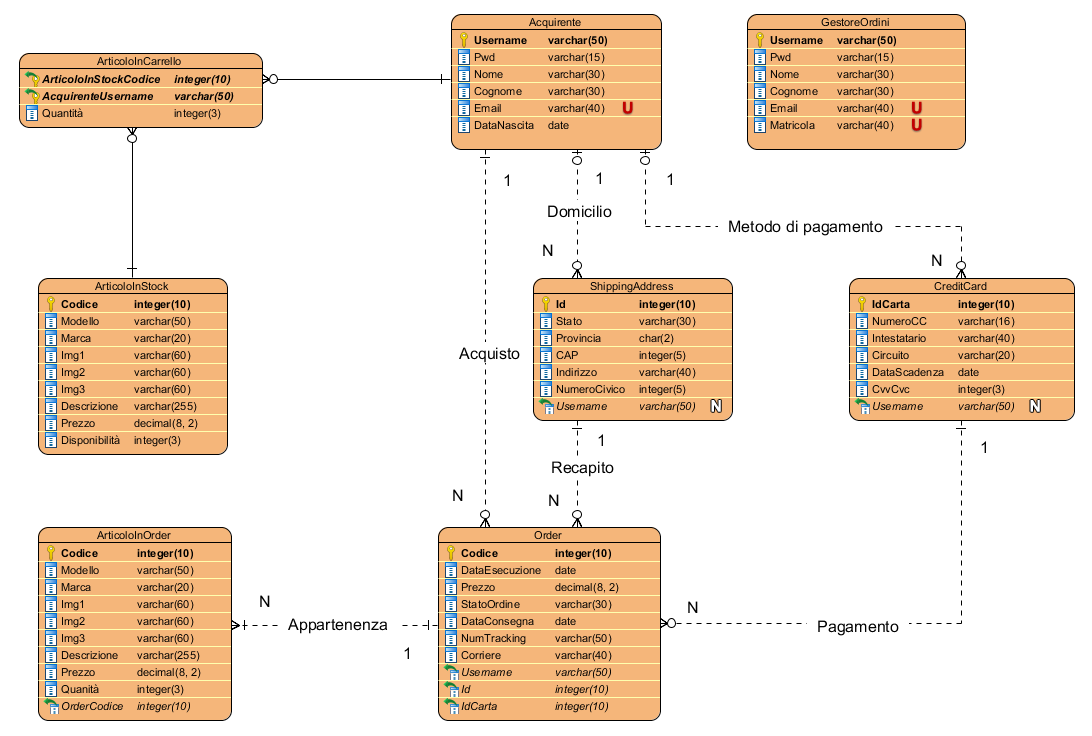 Acquirente
Username varchar(50)
Pwd varchar(15)
Nome varchar(30)
Cognome varchar(30)
Email varchar(40) U
DataNascita date
GestoreOrdini
Username varchar(50)
Pwd varchar(15)
Nome varchar(30)
Cognome varchar(30)
Email varchar(40) U
Matricola varchar(40) U
ArticoloInCarrello
ArticoloInStockCodice integer(10)
AcquirenteUsername varchar(50)
Quantità integer(3)
1
1
1
Domicilio
Metodo di pagamento
N
N
ArticoloInStock
Codice integer(10)
Modello varchar(50)
Marca varchar(20)
Img1 varchar(60)
Img2 varchar(60)
Img3 varchar(60)
Descrizione varchar(255)
Prezzo decimal(8, 2)
Disponibilità integer(3)
ShippingAddress
Id integer(10)
Stato varchar(30)
Provincia char(2)
CAP integer(5)
Indirizzo varchar(40)
NumeroCivico integer(5)
Username varchar(50) N
CreditCard
IdCarta integer(10)
NumeroCC varchar(16)
Intestatario varchar(40)
Circuito varchar(20)
DataScadenza date
CvvCvc integer(3)
Username varchar(50) N
Acquisto
1
1
Recapito
N
N
ArticoloInOrder
Codice integer(10)
Modello varchar(50)
Marca varchar(20)
Img1 varchar(60)
Img2 varchar(60)
Img3 varchar(60)
Descrizione varchar(255)
Prezzo decimal(8, 2)
Quanità integer(3)
OrderCodice integer(10)
N
Appartenenza
1
Order
Codice integer(10)
DataEsecuzione date
Prezzo decimal(8, 2)
StatoOrdine varchar(30)
DataConsegna date
NumTracking varchar(50)
Corriere varchar(40)
Username varchar(50)
Id integer(10)
IdCarta integer(10)
N
Pagamento